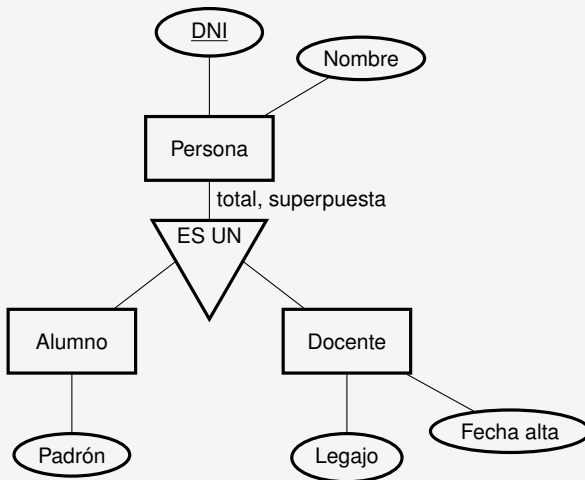 DNI
Nombre
Persona
total, superpuesta
ES UN
Alumno
Docente
Padrón
Legajo
Fecha alta